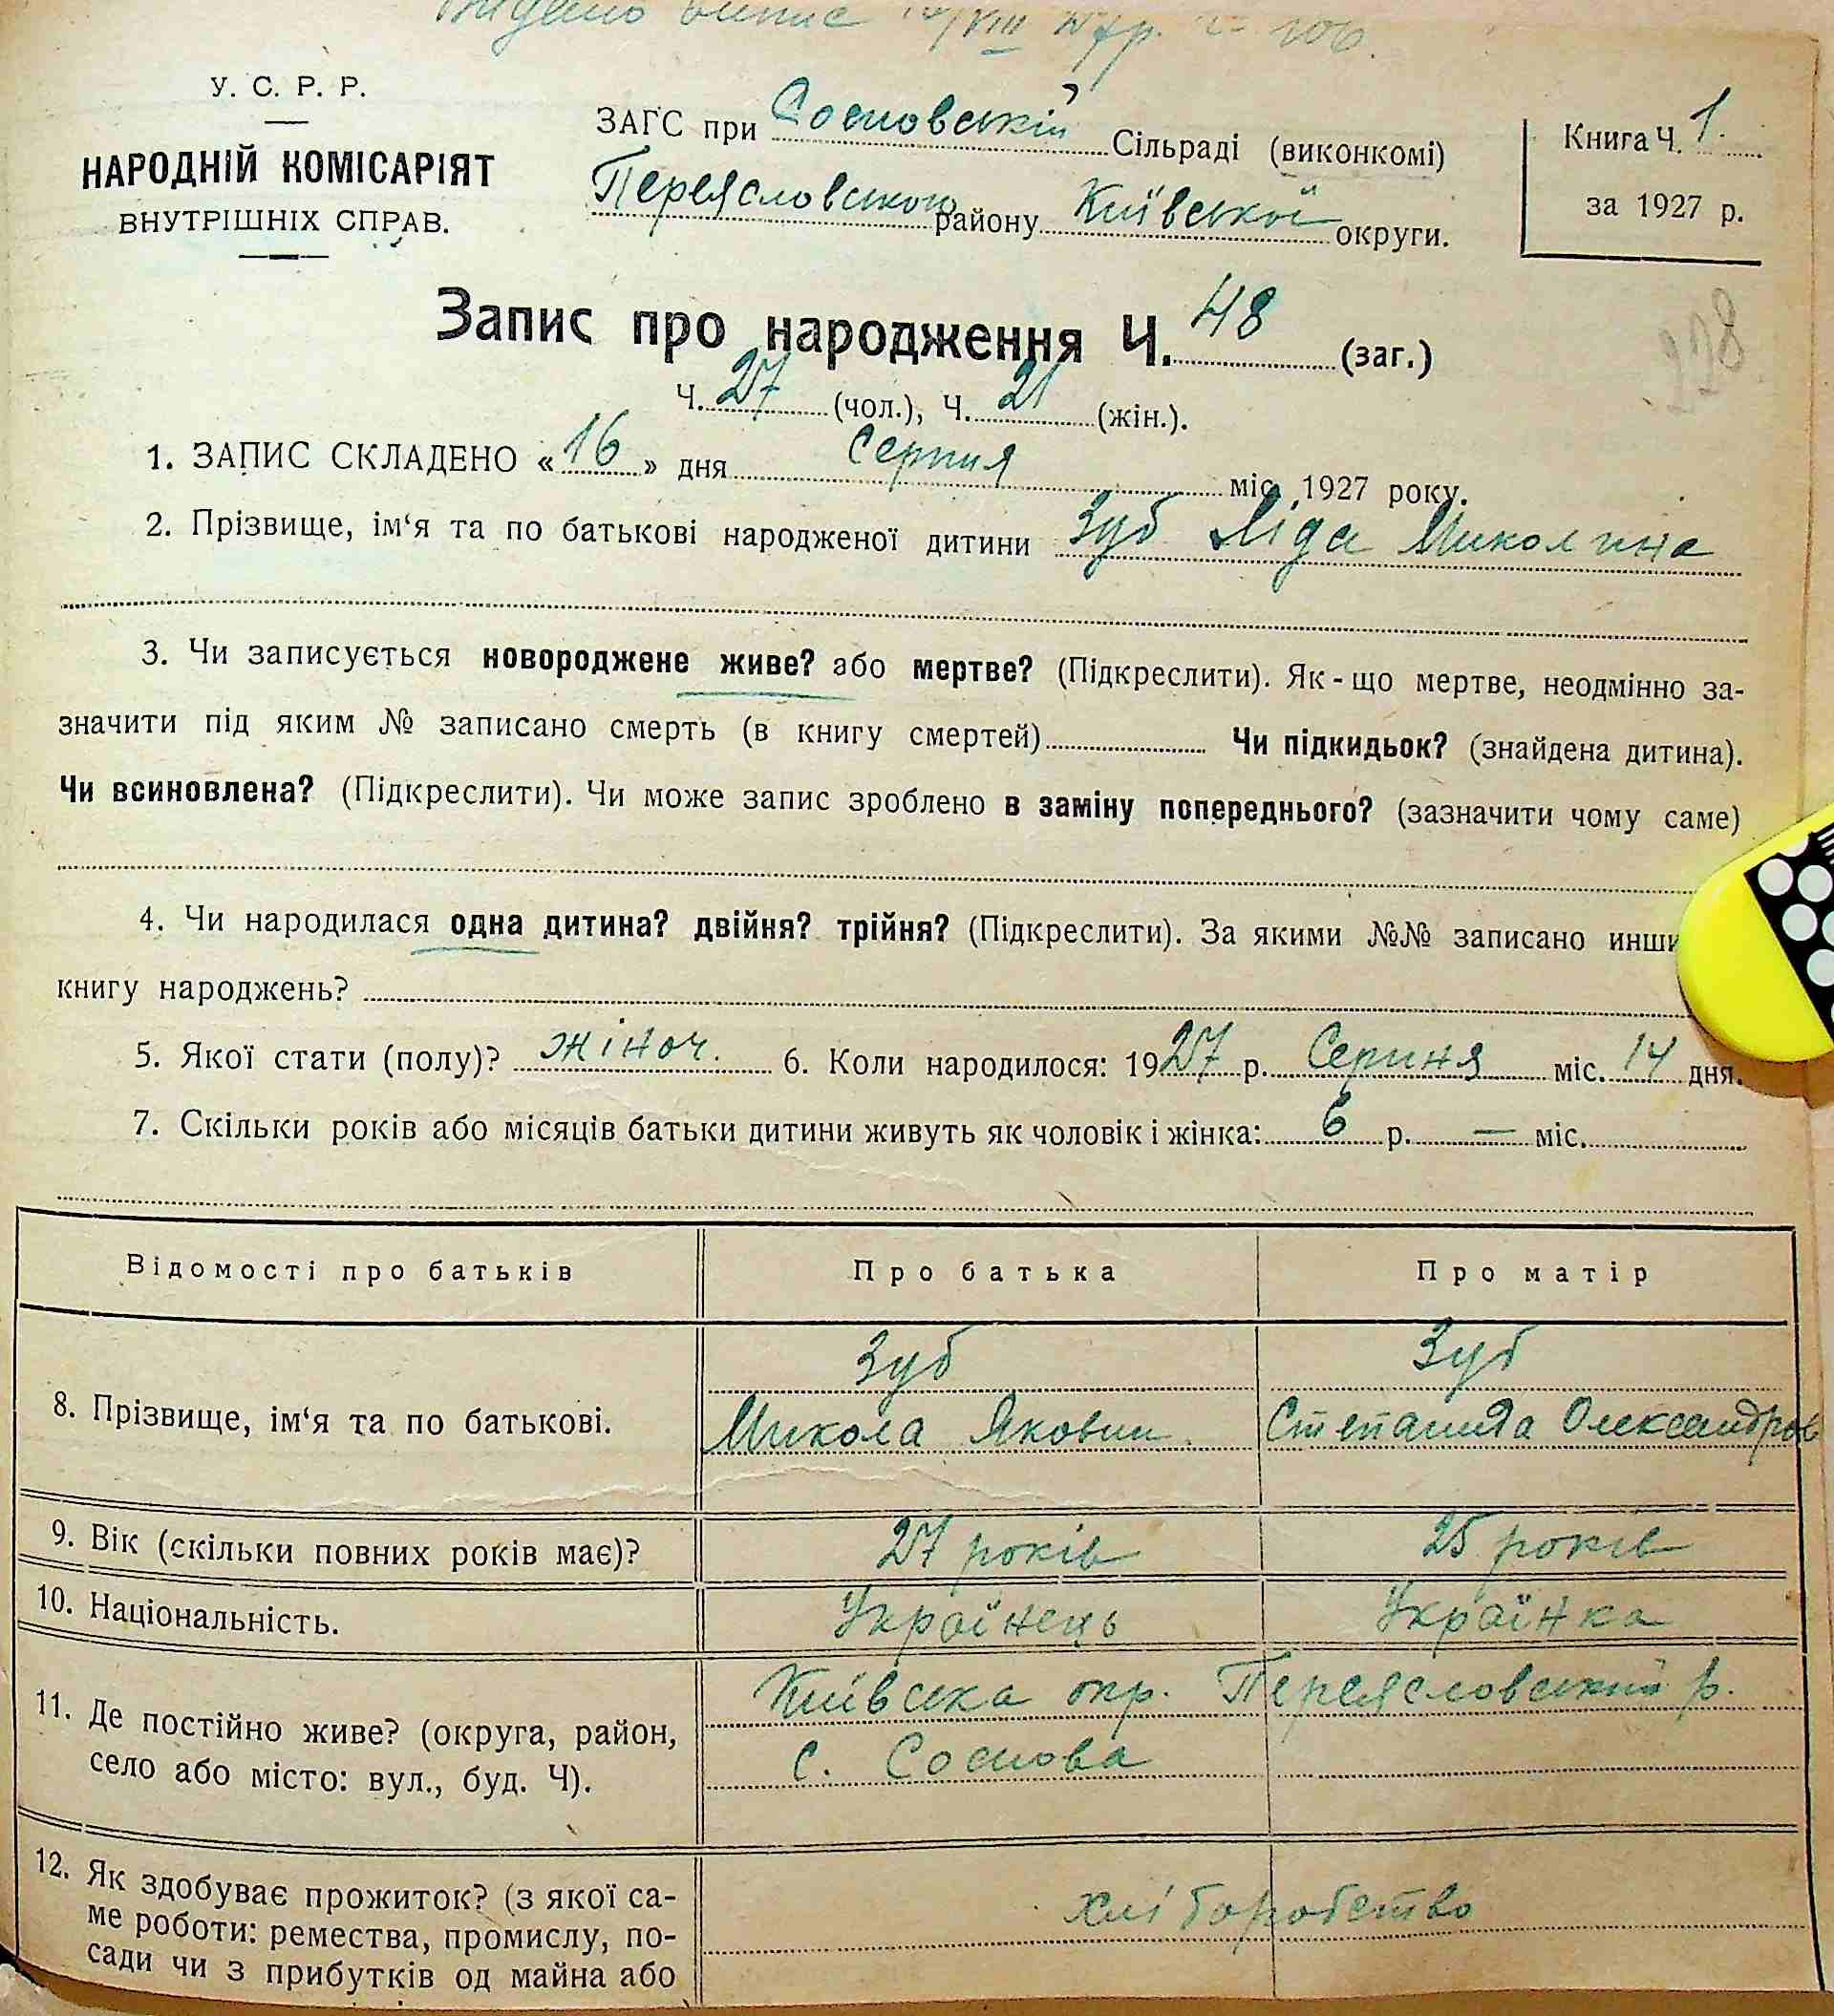 Видано випис
У. С. Р. Р.
НАРОДНІЙ КОМІСАРІЯТ
ВНУТРІШНІХ СПРАВ.
ЗАГС при Сосновській Сільраді (виконкомі)
Переясловського району Київської округи.
Книга Ч. 1.
за 1927 р.
Запис про народження Ч. 48 (заг.)
228
Ч. 27 (чол.), Ч. 21 (жін.).
1. ЗАПИС СКЛАДЕНО «16» дня Серпня міс. 1927 року.
2. Прізвище, ім‘я та по батькові народженої дитини Зуб Ліда Миколина
3. Чи записується новороджене живе? або мертве? (Підкреслити). Як-що мертве, неодмінно за-
значити під яким № записано смерть (в книгу смертей) Чи підкидьок? (знайдена дитина).
Чи всиновлена? (Підкреслити). Чи може запис зроблено в заміну попереднього? (зазначити чому саме)
4. Чи народилася одна дитина? двійня? трійня? (Підкреслити). За якими №№ записано инши
книгу народжень?
5. Якої стати (полу)? жіноч. 6. Коли народилося: 1927 р. Серпня міс. 14 дня.
7. Скільки років або місяців батьки дитини живуть як чоловік і жінка: 6 р. — міс.
Відомості про батьків Про батька Про матір
8. Прізвище, ім‘я та по батькові.
Зуб Зуб
Микола Якович Степанида Олександров
9. Вік (скільки повних років має)? 27 років 25 років
10. Національність. Українець Українка
11. Де постійно живе? (округа, район,
село або місто: вул., буд. Ч).
Київська окр. Переясловський р.
с. Соснова
12. Як здобуває прожиток? (з якої са-
ме роботи: ремества, промислу, по-
сади чи з прибутків од майна або
хліборобство